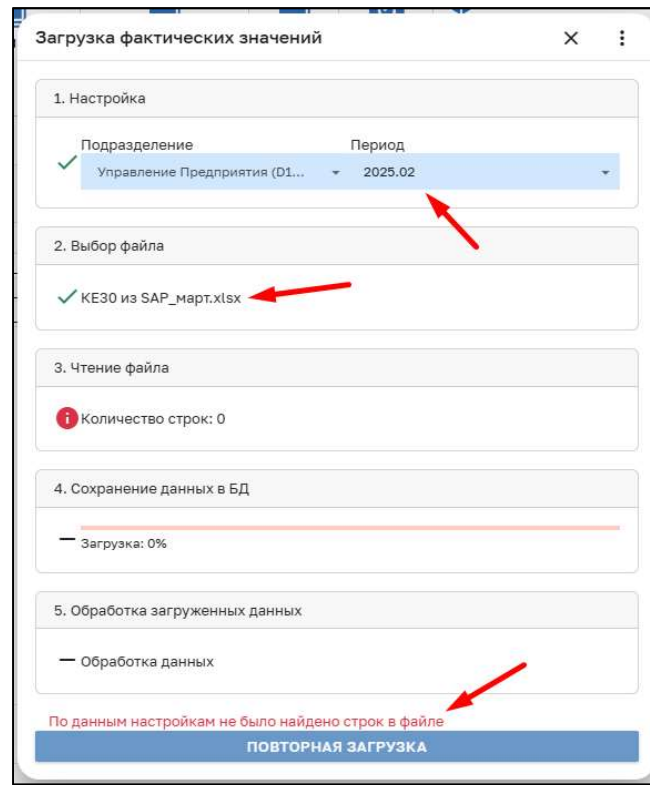 Загрузка фактических значений
1. Настройка
Подразделение Период
Управление Предприятия (D1... 2025.02
2. Выбор файла
КЕ30 из SAP_март.xlsx
3. Чтение файла
Количество строк: 0
4. Сохранение данных в БД
Загрузка: 0%
5. Обработка загруженных данных
Обработка данных
По данным настройкам не было найдено строк в файле
ПОВТОРНАЯ ЗАГРУЗКА